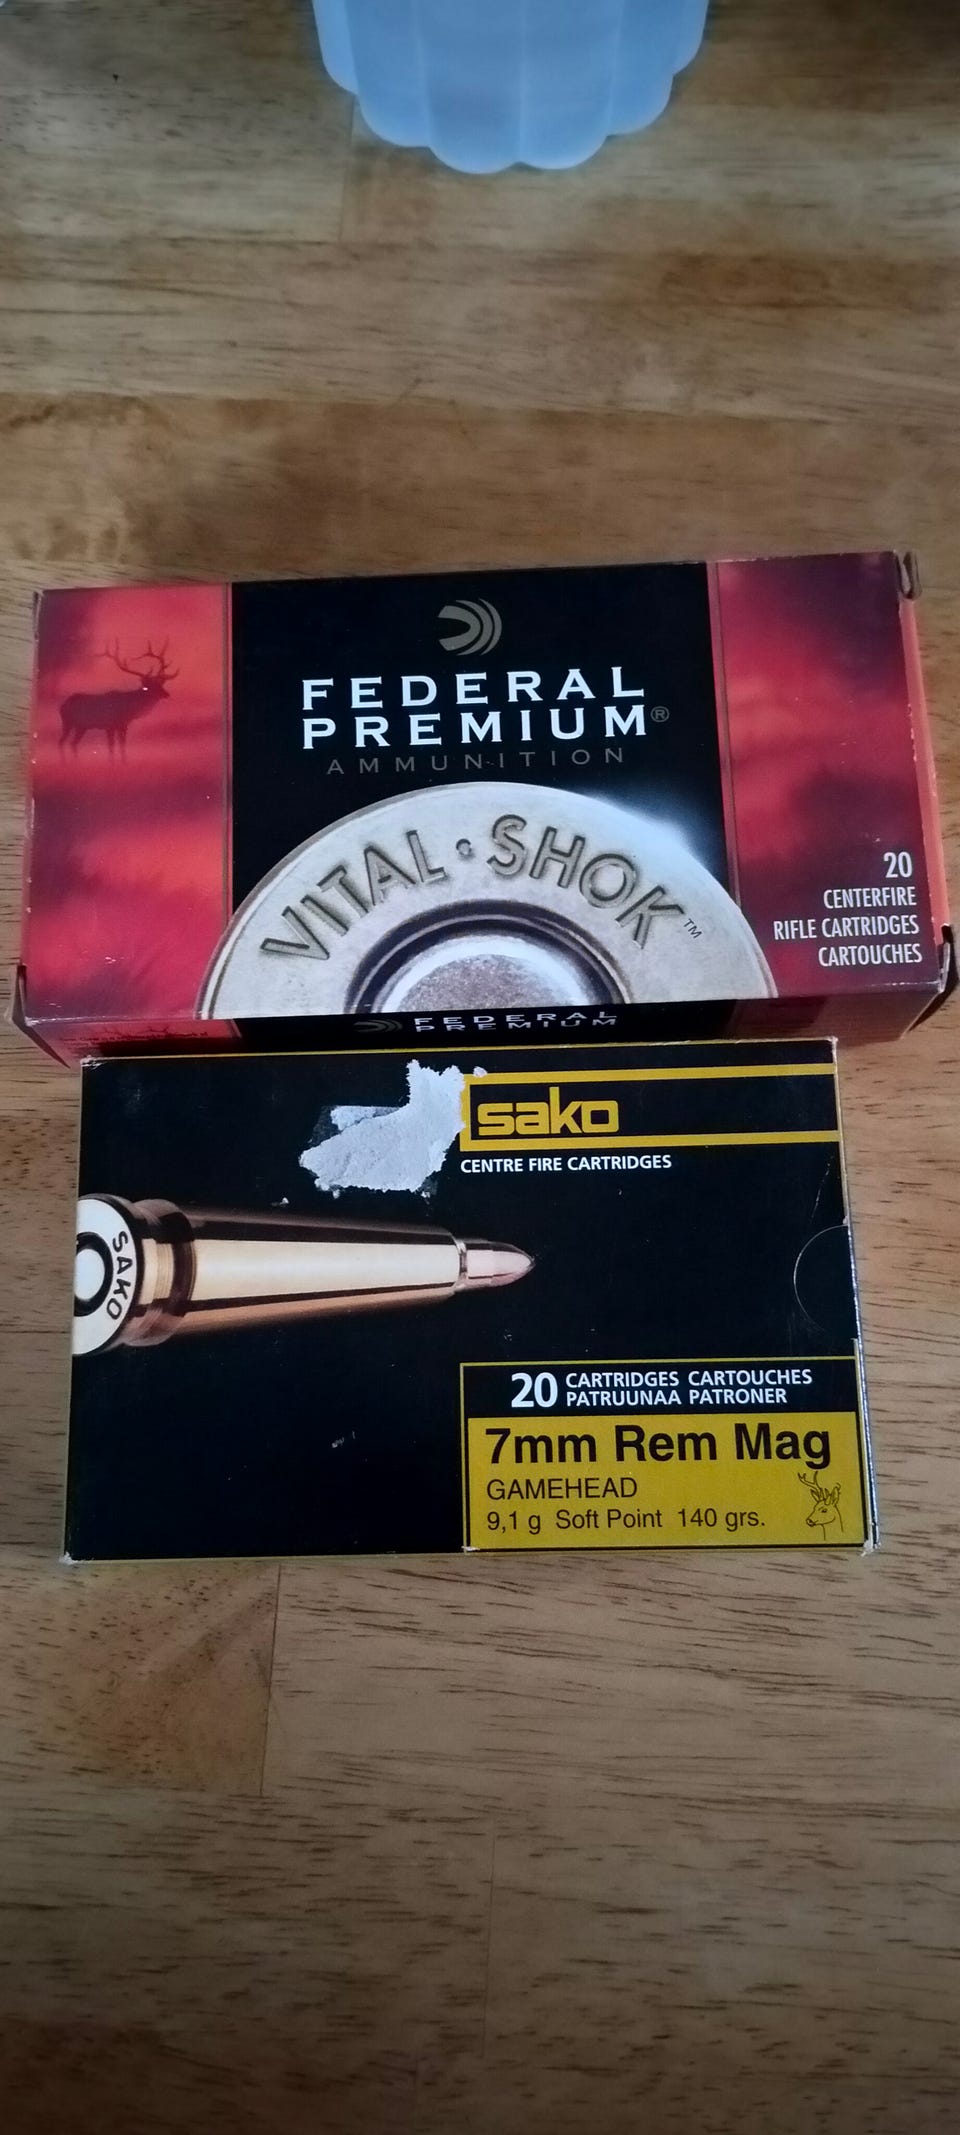 FEDERAL
PREMIUM®
AMMUNITION
VITAL·SHOK™
20
CENTERFIRE
RIFLE CARTRIDGES
CARTOUCHES
FEDERAL
PREMIUM
sako
CENTRE FIRE CARTRIDGES
SAKO
20 CARTRIDGES CARTOUCHES
PATRUUNAA PATRONER
7mm Rem Mag
GAMEHEAD
9,1 g Soft Point 140 grs.